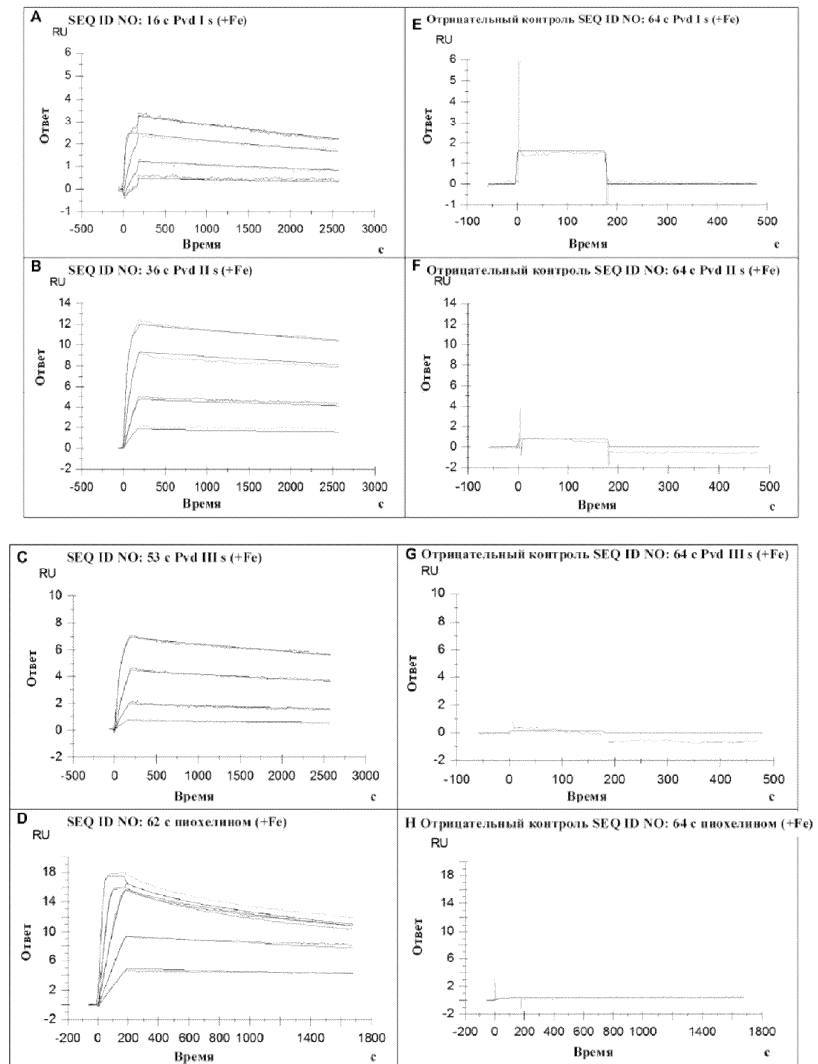 A SEQ ID NO: 16 с Pvd I s (+Fe)
RU
6
5
4
3
2
1
0
-1
Ответ
-500 0 500 1000 1500 2000 2500 3000
Время с
E Отрицательный контроль SEQ ID NO: 64 с Pvd I s (+Fe)
RU
6
5
4
3
2
1
0
-1
Ответ
-100 0 100 200 300 400 500
Время с
B SEQ ID NO: 36 с Pvd II s (+Fe)
RU
14
12
10
8
6
4
2
0
-2
Ответ
-500 0 500 1000 1500 2000 2500 3000
Время с
F Отрицательный контроль SEQ ID NO: 64 с Pvd II s (+Fe)
RU
14
12
10
8
6
4
2
0
-2
Ответ
-100 0 100 200 300 400 500
Время с
C SEQ ID NO: 53 с Pvd III s (+Fe)
RU
10
8
6
4
2
0
-2
Ответ
-500 0 500 1000 1500 2000 2500 3000
Время с
G Отрицательный контроль SEQ ID NO: 64 с Pvd III s (+Fe)
RU
10
8
6
4
2
0
-2
Ответ
-100 0 100 200 300 400 500
Время с
D SEQ ID NO: 62 с пиохелином (+Fe)
RU
18
14
10
6
2
-2
Ответ
-200 0 200 400 600 800 1000 1200 1400 1600 1800
Время с
H Отрицательный контроль SEQ ID NO: 64 с пиохелином (+Fe)
RU
18
14
10
6
2
-2
Ответ
-200 0 200 400 600 800 1000 1200 1400 1600 1800
Время с